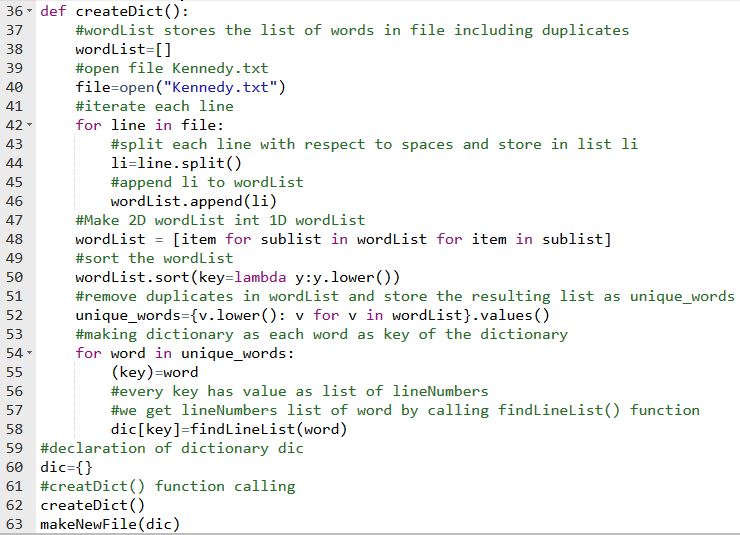 36 def createDict():
37     #wordList stores the list of words in file including duplicates
38     wordList=[]
39     #open file Kennedy.txt
40     file=open("Kennedy.txt")
41     #iterate each line
42     for line in file:
43         #split each line with respect to spaces and store in list li
44         li=line.split()
45         #append li to wordList
46         wordList.append(li)
47     #Make 2D wordList int 1D wordList
48     wordList = [item for sublist in wordList for item in sublist]
49     #sort the wordList
50     wordList.sort(key=lambda y:y.lower())
51     #remove duplicates in wordList and store the resulting list as unique_words
52     unique_words={v.lower(): v for v in wordList}.values()
53     #making dictionary as each word as key of the dictionary
54     for word in unique_words:
55         (key)=word
56         #every key has value as list of lineNumbers
57         #we get lineNumbers list of word by calling findLineList() function
58         dic[key]=findLineList(word)
59 #declaration of dictionary dic
60 dic={}
61 #creatDict() function calling
62 createDict()
63 makeNewFile(dic)